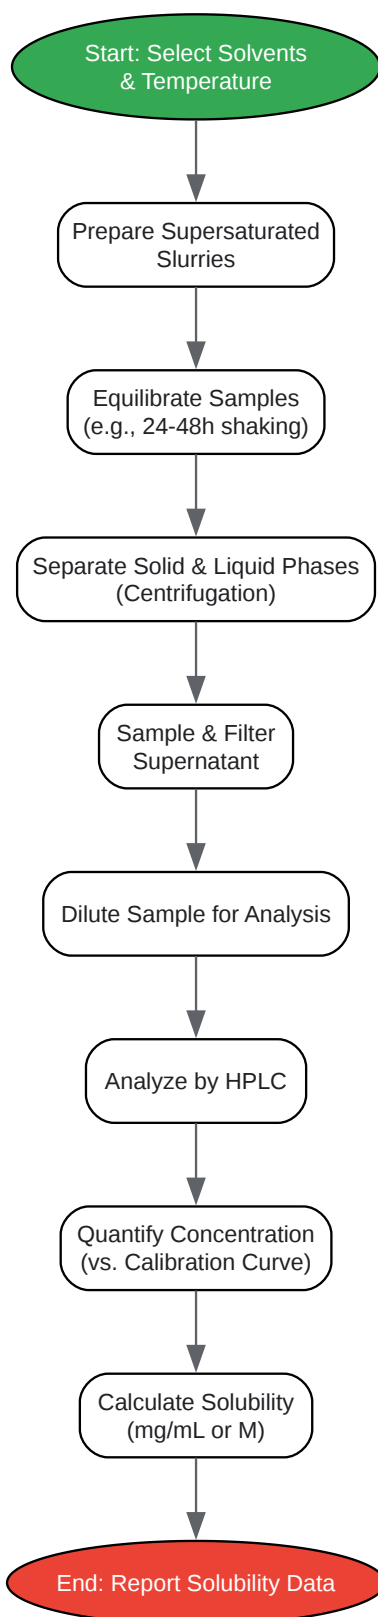 Start: Select Solvents
& Temperature
Prepare Supersaturated
Slurries
Equilibrate Samples
(e.g., 24-48h shaking)
Separate Solid & Liquid Phases
(Centrifugation)
Sample & Filter
Supernatant
Dilute Sample for Analysis
Analyze by HPLC
Quantify Concentration
(vs. Calibration Curve)
Calculate Solubility
(mg/mL or M)
End: Report Solubility Data